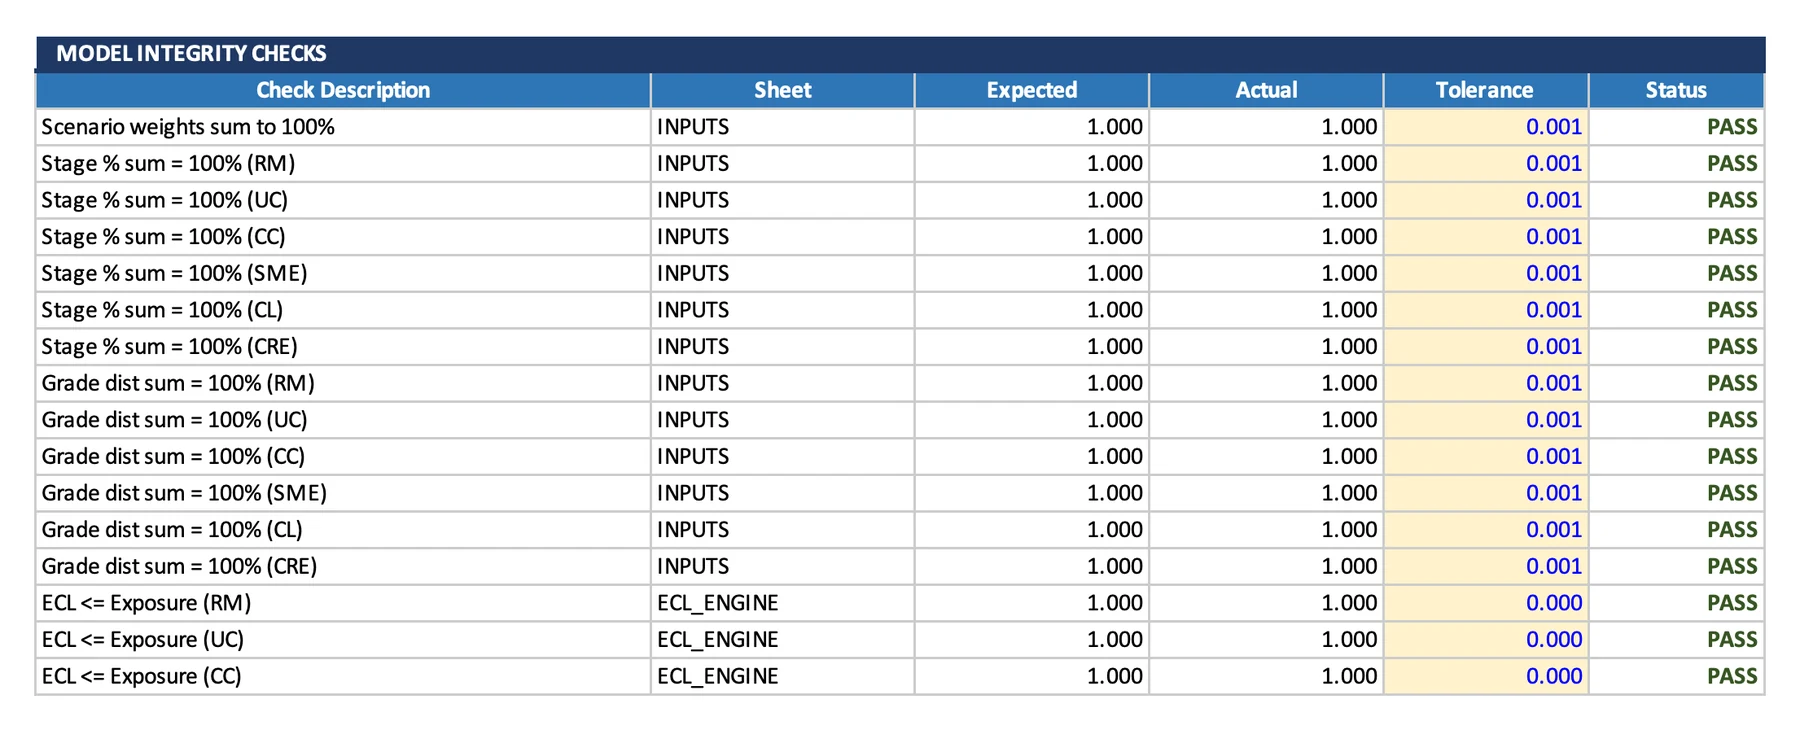 MODEL INTEGRITY CHECKS
Check Description Sheet Expected Actual Tolerance Status
Scenario weights sum to 100% INPUTS 1.000 1.000 0.001 PASS
Stage % sum = 100% (RM) INPUTS 1.000 1.000 0.001 PASS
Stage % sum = 100% (UC) INPUTS 1.000 1.000 0.001 PASS
Stage % sum = 100% (CC) INPUTS 1.000 1.000 0.001 PASS
Stage % sum = 100% (SME) INPUTS 1.000 1.000 0.001 PASS
Stage % sum = 100% (CL) INPUTS 1.000 1.000 0.001 PASS
Stage % sum = 100% (CRE) INPUTS 1.000 1.000 0.001 PASS
Grade dist sum = 100% (RM) INPUTS 1.000 1.000 0.001 PASS
Grade dist sum = 100% (UC) INPUTS 1.000 1.000 0.001 PASS
Grade dist sum = 100% (CC) INPUTS 1.000 1.000 0.001 PASS
Grade dist sum = 100% (SME) INPUTS 1.000 1.000 0.001 PASS
Grade dist sum = 100% (CL) INPUTS 1.000 1.000 0.001 PASS
Grade dist sum = 100% (CRE) INPUTS 1.000 1.000 0.001 PASS
ECL <= Exposure (RM) ECL_ENGINE 1.000 1.000 0.000 PASS
ECL <= Exposure (UC) ECL_ENGINE 1.000 1.000 0.000 PASS
ECL <= Exposure (CC) ECL_ENGINE 1.000 1.000 0.000 PASS